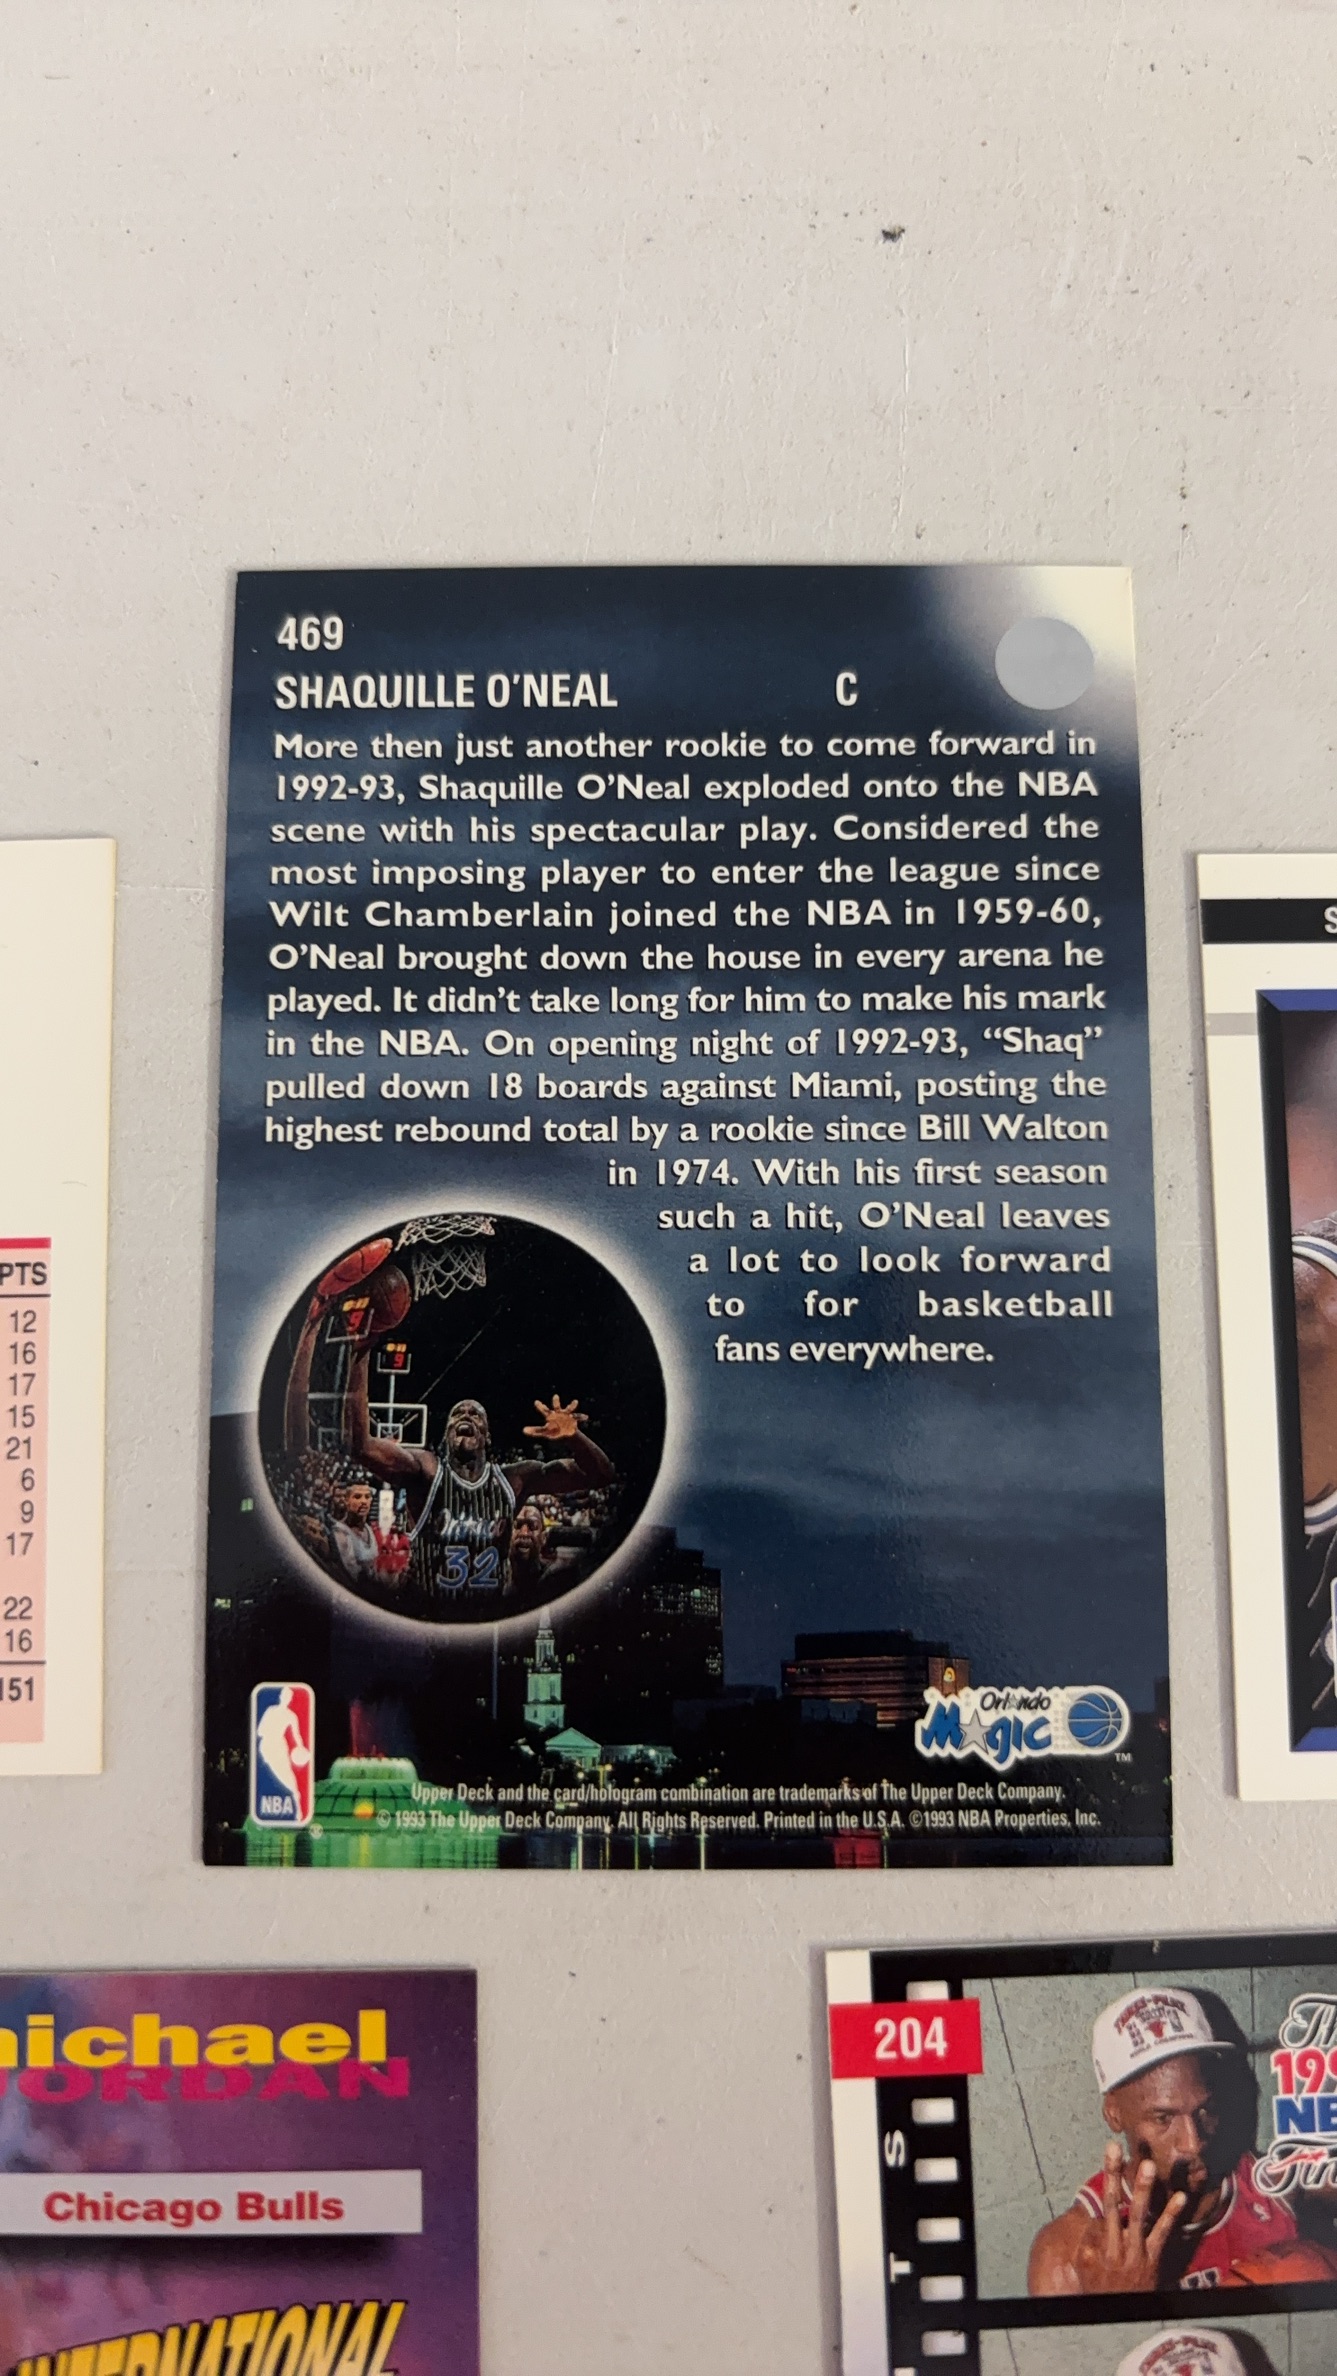 469
SHAQUILLE O'NEAL C
More then just another rookie to come forward in
1992-93, Shaquille O'Neal exploded onto the NBA
scene with his spectacular play. Considered the
most imposing player to enter the league since
Wilt Chamberlain joined the NBA in 1959-60,
O'Neal brought down the house in every arena he
played. It didn't take long for him to make his mark
in the NBA. On opening night of 1992-93, “Shaq”
pulled down 18 boards against Miami, posting the
highest rebound total by a rookie since Bill Walton
in 1974. With his first season
such a hit, O'Neal leaves
a lot to look forward
to for basketball
fans everywhere.
9
9
32
NBA
Orlando
Magic
TM
Upper Deck and the card/hologram combination are trademarks of The Upper Deck Company.
© 1993 The Upper Deck Company. All Rights Reserved. Printed in the U.S.A. ©1993 NBA Properties, Inc.
PTS
12
16
17
15
21
6
9
17
22
16
151
S
michael
JORDAN
Chicago Bulls
INTERNATIONAL
204
S
T